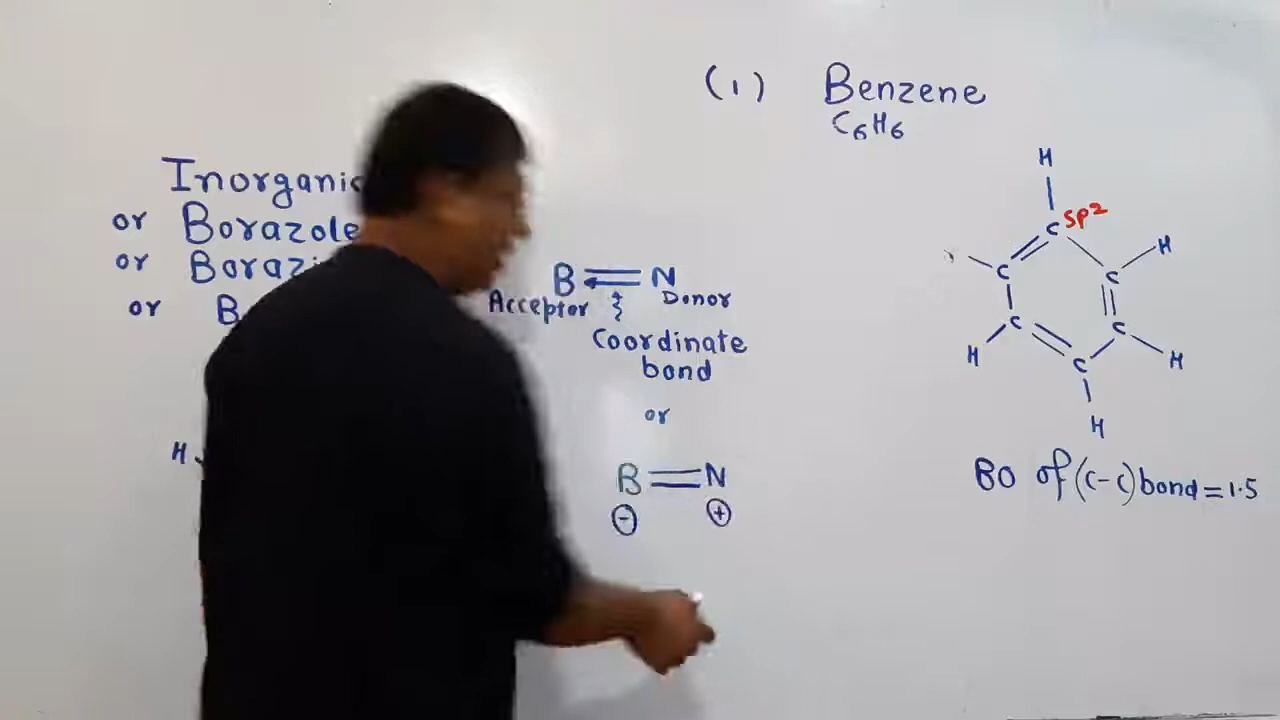 Inorganic
or Borazole
or
or
H
B N
Acceptor Donor
Coordinate
bond
or
B = N
⊖ ⊕
(1) Benzene
C6H6
H
C sp²
C C H
C C
H H
C
H
BO of (C-C) bond = 1.5